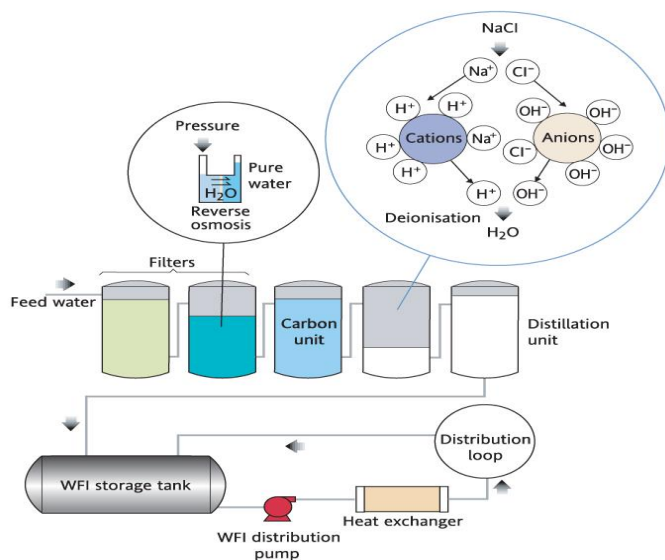 NaCl
Na⁺
Cl⁻
H⁺
H⁺
OH⁻
OH⁻
H⁺
Cations
Na⁺
Cl⁻
Anions
OH⁻
H⁺
H⁺
OH⁻
OH⁻
Deionisation
H₂O
Pressure
Pure
water
H₂O
Reverse
osmosis
Filters
Feed water
Carbon
unit
Distillation
unit
WFI storage tank
WFI distribution
pump
Heat exchanger
Distribution
loop